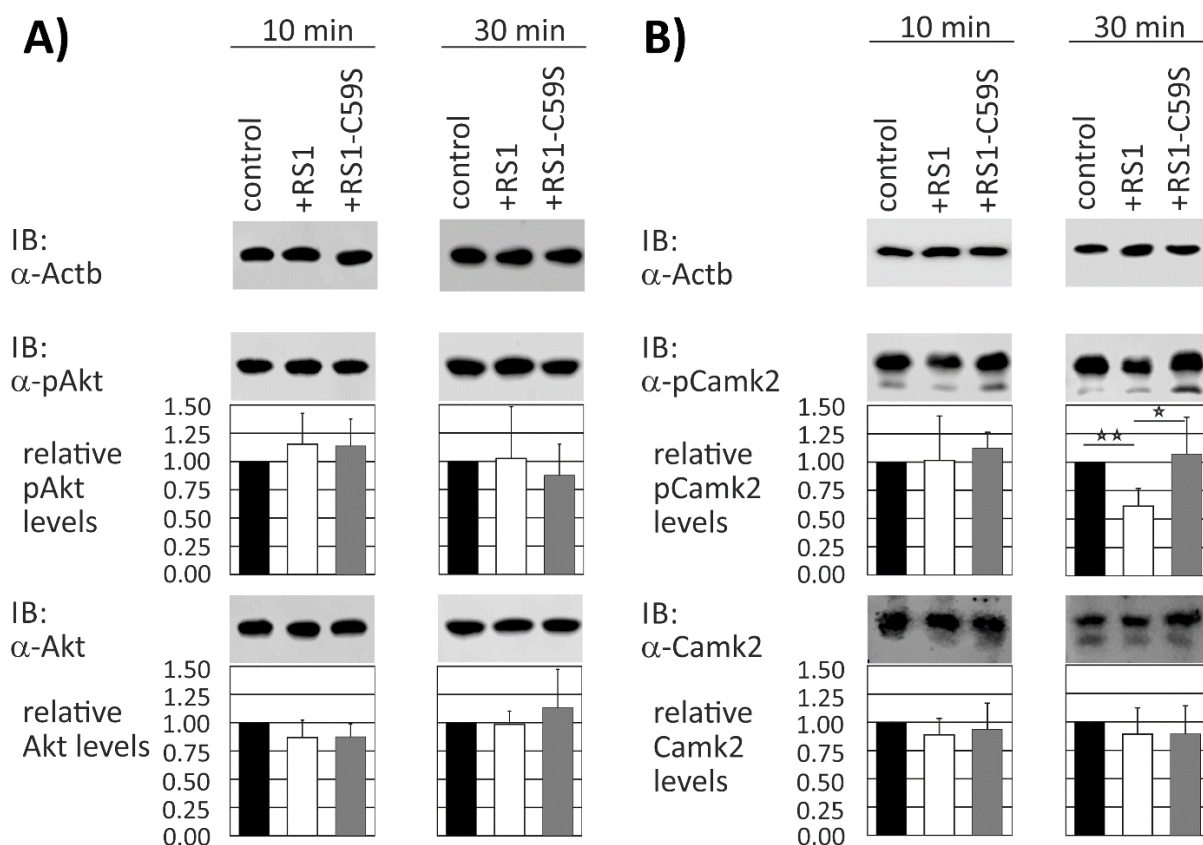 A)
10 min
30 min
control
+RS1
+RS1-C59S
control
+RS1
+RS1-C59S
IB:
α-Actb
IB:
α-pAkt
1.50
1.25
1.00
0.75
0.50
0.25
0.00
relative
pAkt
levels
IB:
α-Akt
1.50
1.25
1.00
0.75
0.50
0.25
0.00
relative
Akt levels
B)
10 min
30 min
control
+RS1
+RS1-C59S
control
+RS1
+RS1-C59S
IB:
α-Actb
IB:
α-pCamk2
1.50
1.25
1.00
0.75
0.50
0.25
0.00
relative
pCamk2
levels
IB:
α-Camk2
1.50
1.25
1.00
0.75
0.50
0.25
0.00
relative
Camk2
levels